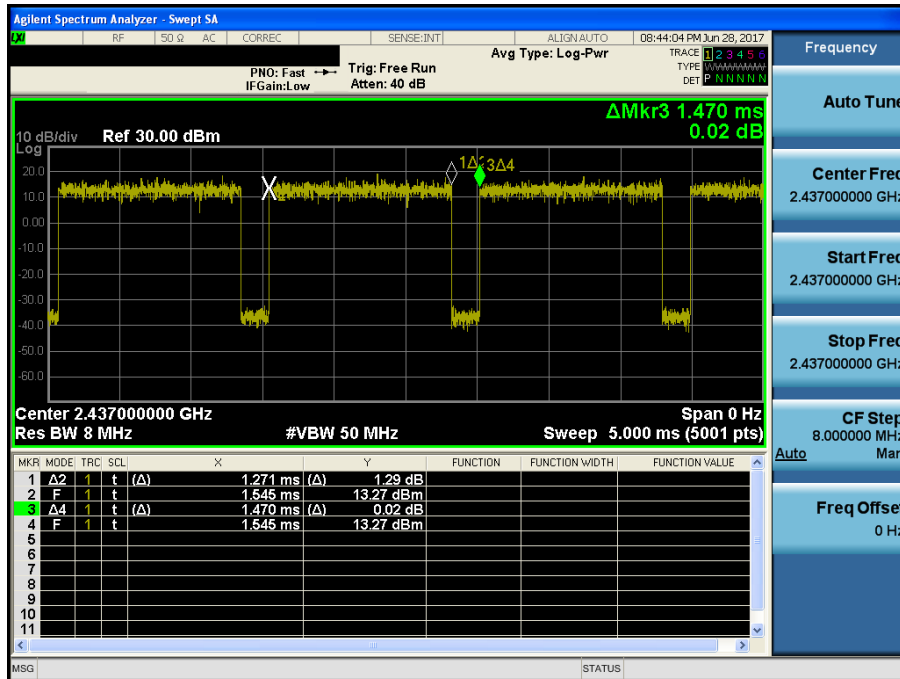 Agilent Spectrum Analyzer - Swept SA
LXI RF 50 Ω AC CORREC SENSE:INT ALIGN AUTO 08:44:04 PM Jun 28, 2017
Frequency
Avg Type: Log-Pwr TRACE 1 2 3 4 5 6
PNO: Fast Trig: Free Run TYPE WWWWWW
IFGain:Low Atten: 40 dB DET P N N N N N
Auto Tune
ΔMkr3 1.470 ms
10 dB/div Ref 30.00 dBm 0.02 dB
Log
20.0
10.0
0.00
-10.0
-20.0
-30.0
-40.0
-50.0
-60.0
3Δ4
Center Freq
2.437000000 GHz
Start Freq
2.437000000 GHz
Stop Freq
2.437000000 GHz
Center 2.437000000 GHz Span 0 Hz
Res BW 8 MHz #VBW 50 MHz Sweep 5.000 ms (5001 pts)
CF Step
8.000000 MHz
Auto Man
Freq Offset
0 Hz
MKR MODE TRC SCL X Y FUNCTION FUNCTION WIDTH FUNCTION VALUE
1 Δ2 1 t (Δ) 1.271 ms (Δ) 1.29 dB
2 F 1 t 1.545 ms 13.27 dBm
3 Δ4 1 t (Δ) 1.470 ms (Δ) 0.02 dB
4 F 1 t 1.545 ms 13.27 dBm
5
6
7
8
9
10
11
MSG STATUS